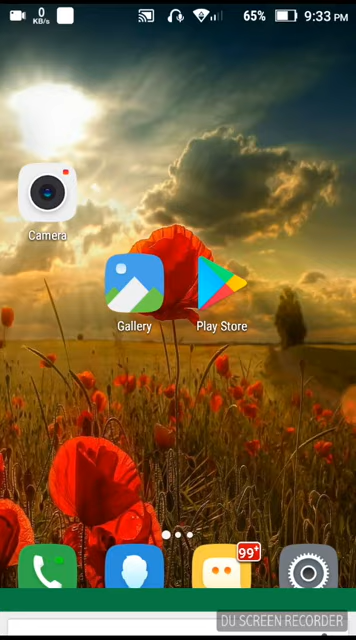 0
KB/s
65%
9:33 PM
Camera
Gallery
Play Store
99+
DU SCREEN RECORDER